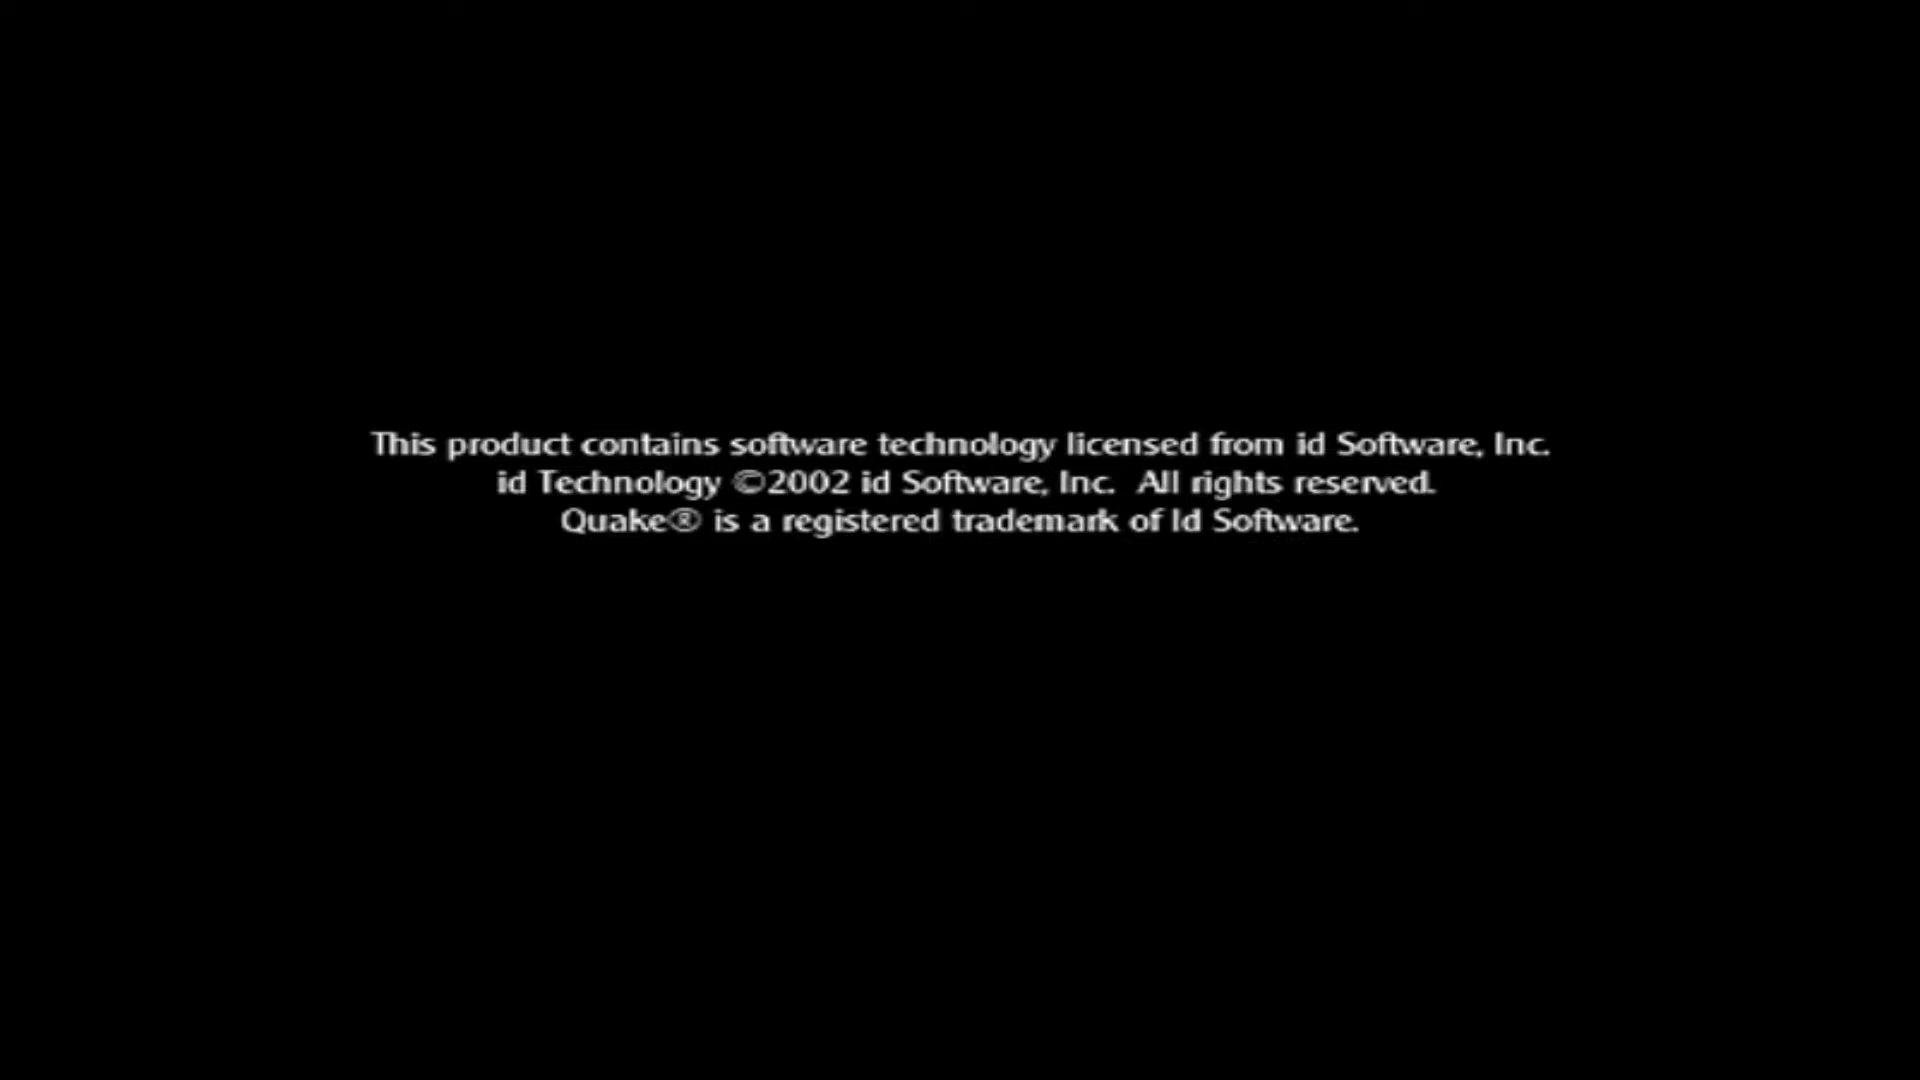 This product contains software technology licensed from id Software, Inc.
id Technology ©2002 id Software, Inc.  All rights reserved.
Quake® is a registered trademark of Id Software.